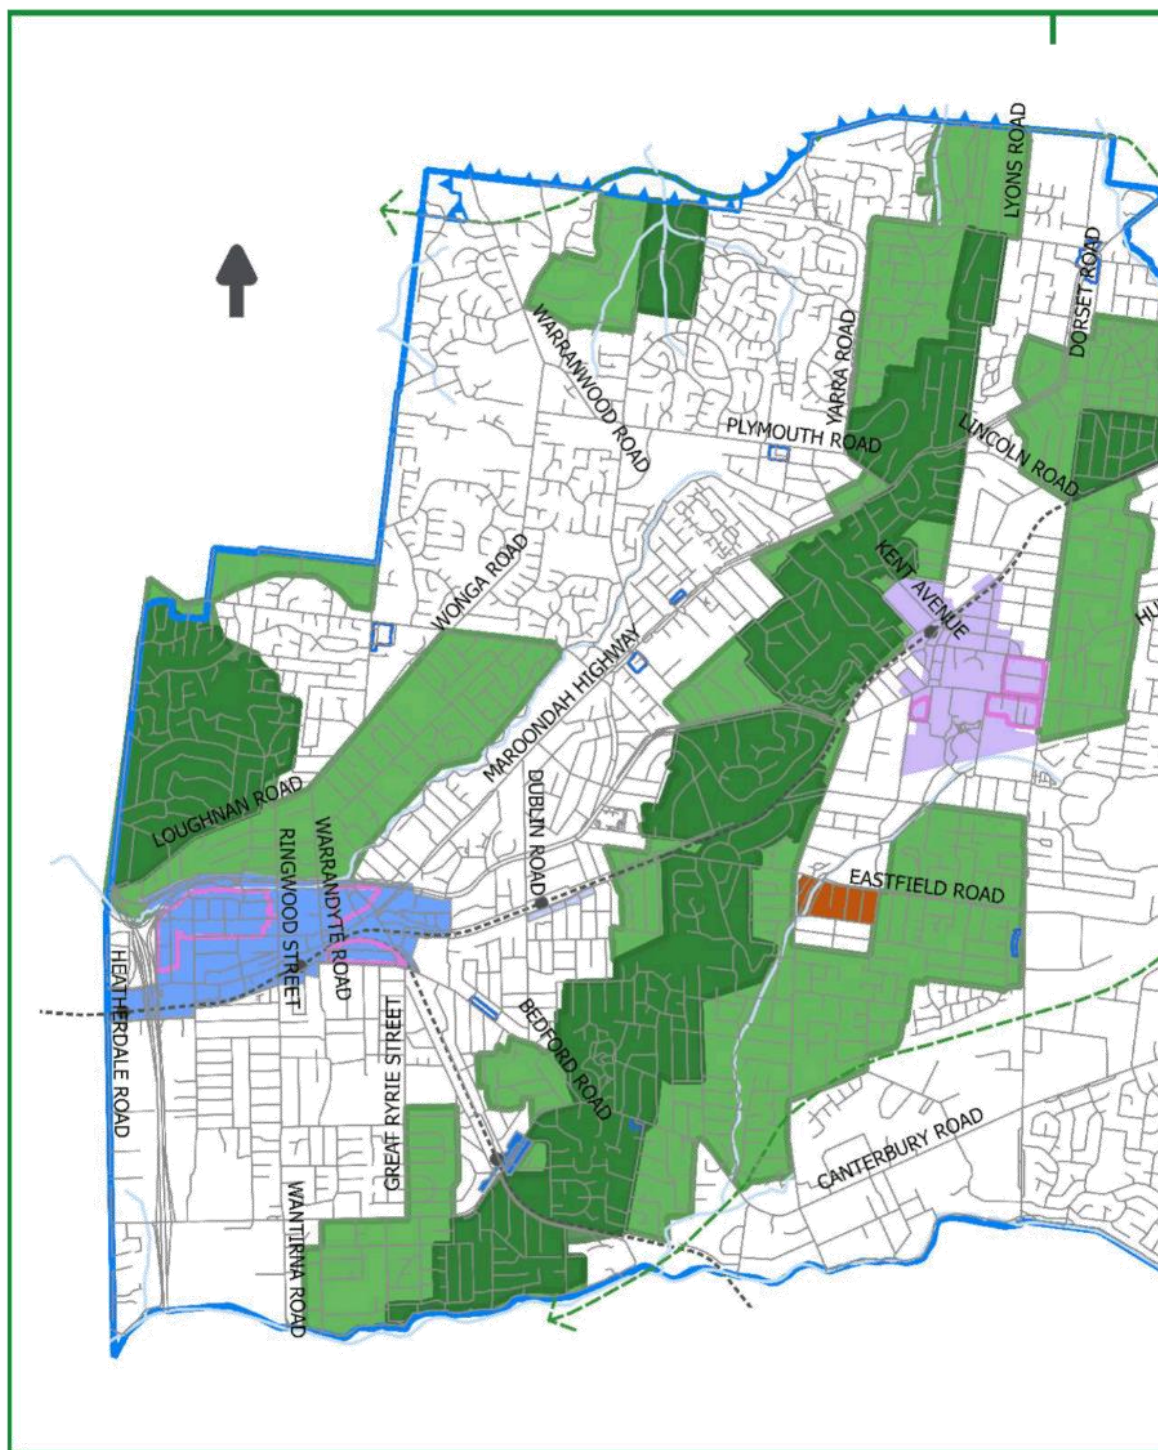 LYONS ROAD
DORSET ROAD
WARRANWOOD ROAD
YARRA ROAD
PLYMOUTH ROAD
LINCOLN ROAD
WONGA ROAD
KENT AVENUE
HU
MAROONDAH HIGHWAY
LOUGHNAN ROAD
DUBLIN ROAD
WARRANDYTE ROAD
RINGWOOD STREET
EASTFIELD ROAD
HEATHERDALE ROAD
GREAT RYRIE STREET
BEDFORD ROAD
CANTERBURY ROAD
WANTIRNA ROAD